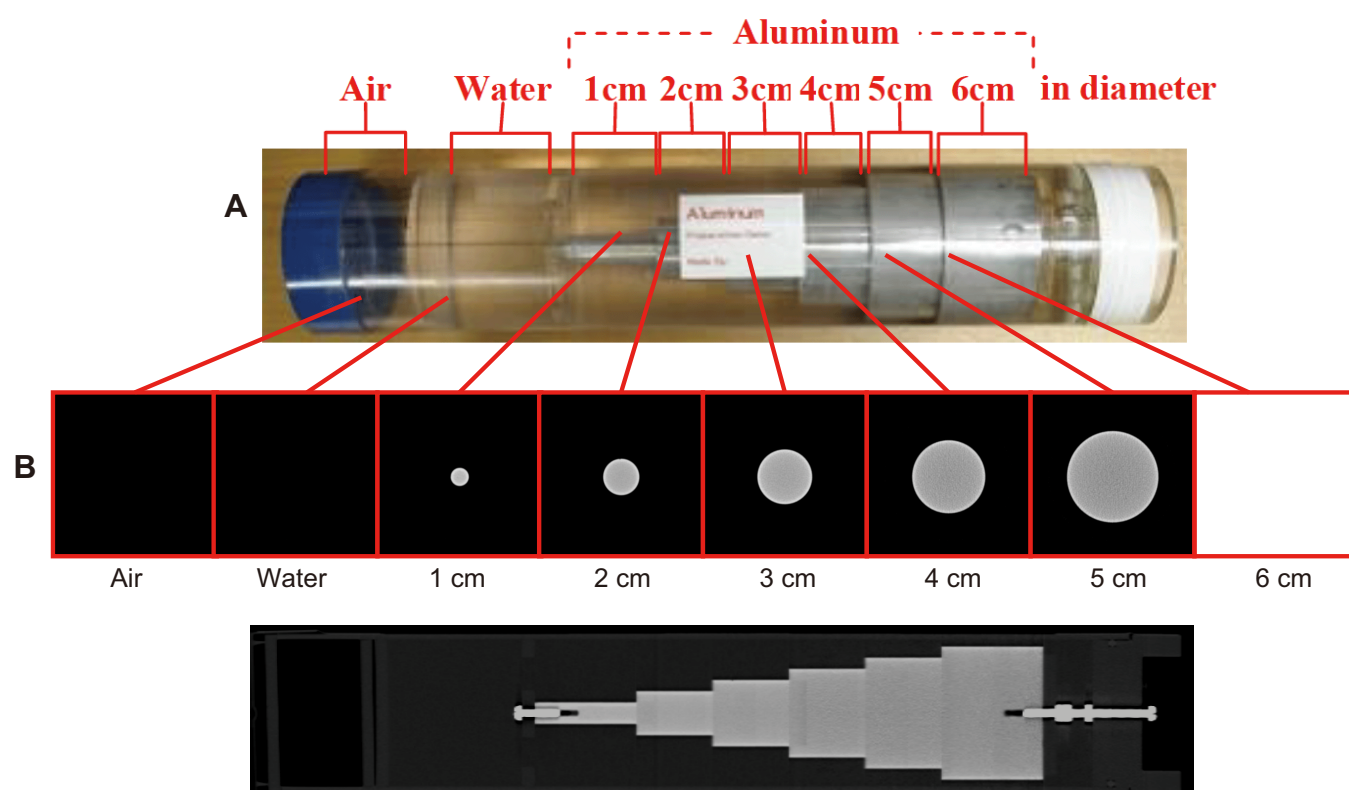 Aluminum
Air Water 1cm 2cm 3cm 4cm 5cm 6cm in diameter
A
Aluminum
B
Air Water 1 cm 2 cm 3 cm 4 cm 5 cm 6 cm